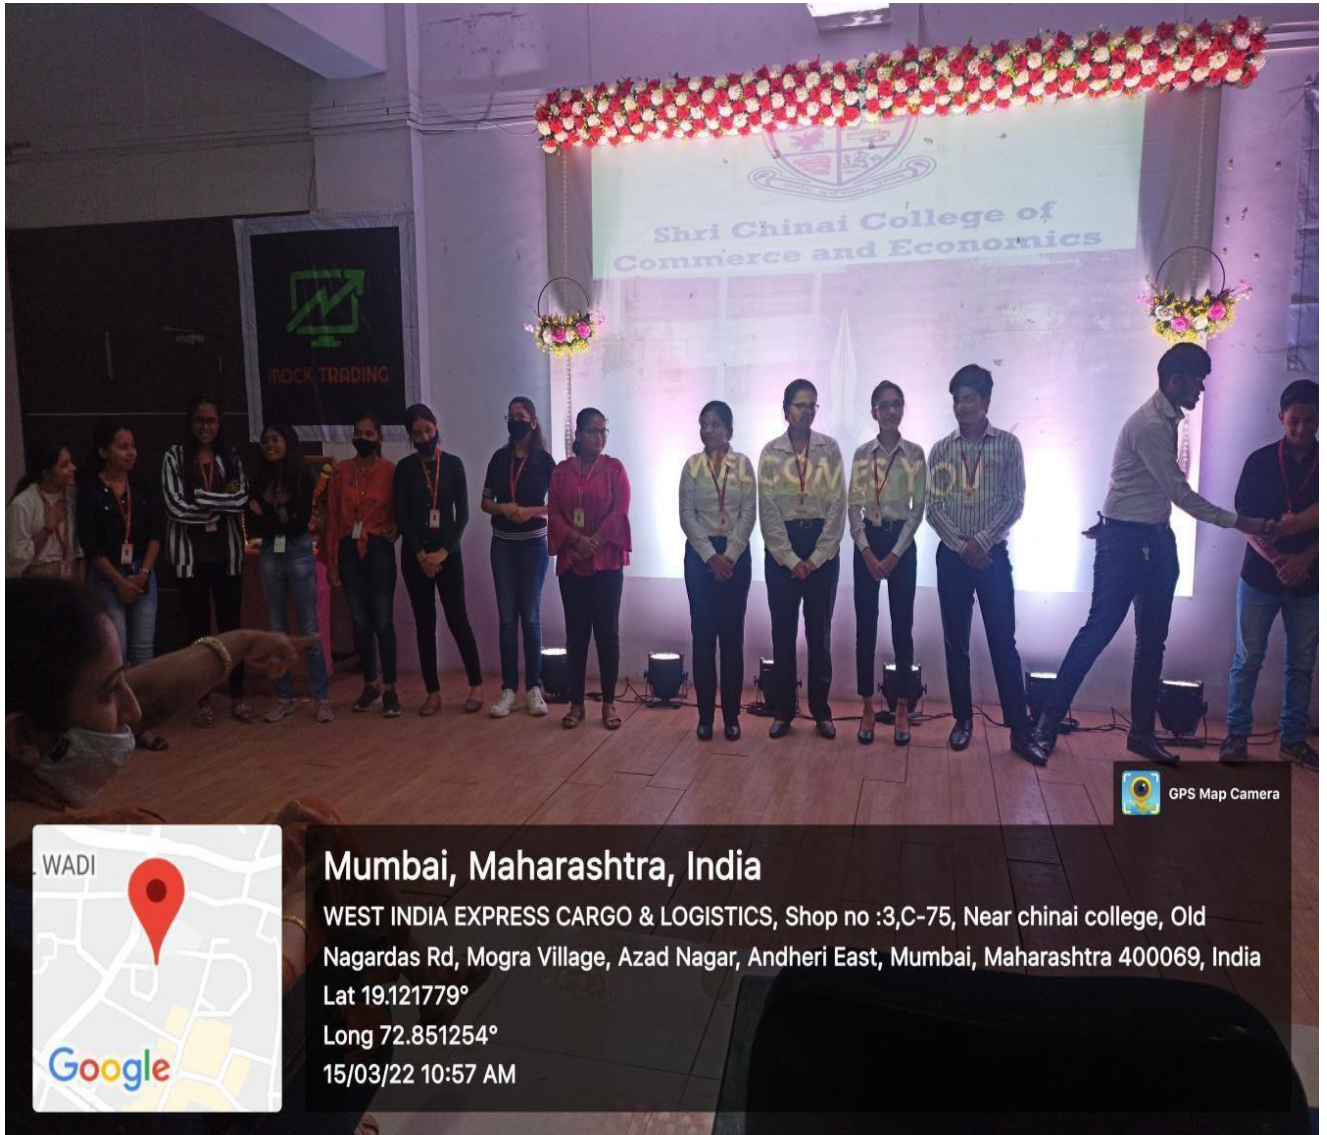 Shri Chinai College of
Commerce and Economics
MOCK TRADING
WELCOMES YOU
GPS Map Camera
WADI
Google
Mumbai, Maharashtra, India
WEST INDIA EXPRESS CARGO & LOGISTICS, Shop no :3,C-75, Near chinai college, Old
Nagardas Rd, Mogra Village, Azad Nagar, Andheri East, Mumbai, Maharashtra 400069, India
Lat 19.121779°
Long 72.851254°
15/03/22 10:57 AM